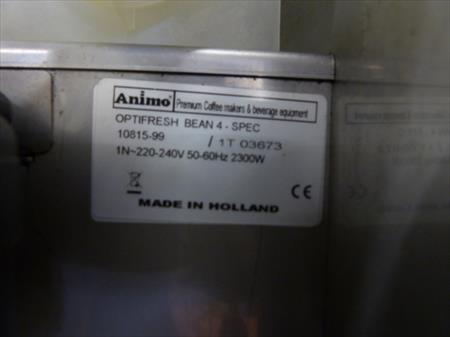 Animo® Premium Coffee makers & beverage equipment
OPTIFRESH BEAN 4 - SPEC
10815-99 / 1T 03673
1N~220-240V 50-60Hz 2300W
CE
MADE IN HOLLAND